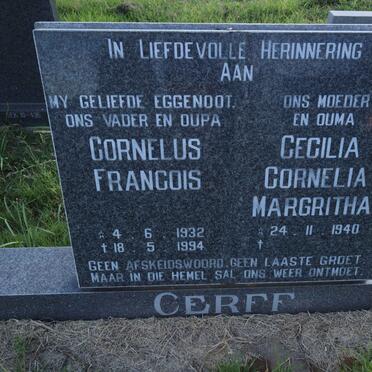 IN LIEFDEVOLLE HERINNERING
AAN
MY GELIEFDE EGGENOOT.
ONS VADER EN OUPA
CORNELUS
FRANCOIS
* 4 - 6 - 1932
† 18 - 5 - 1994
ONS MOEDER
EN OUMA
CECILIA
CORNELIA
MARGRITHA
* 24 - 11 - 1940
†
GEEN AFSKEIDSWOORD, GEEN LAASTE GROET
MAAR IN DIE HEMEL SAL ONS WEER ONTMOET.
CERFF